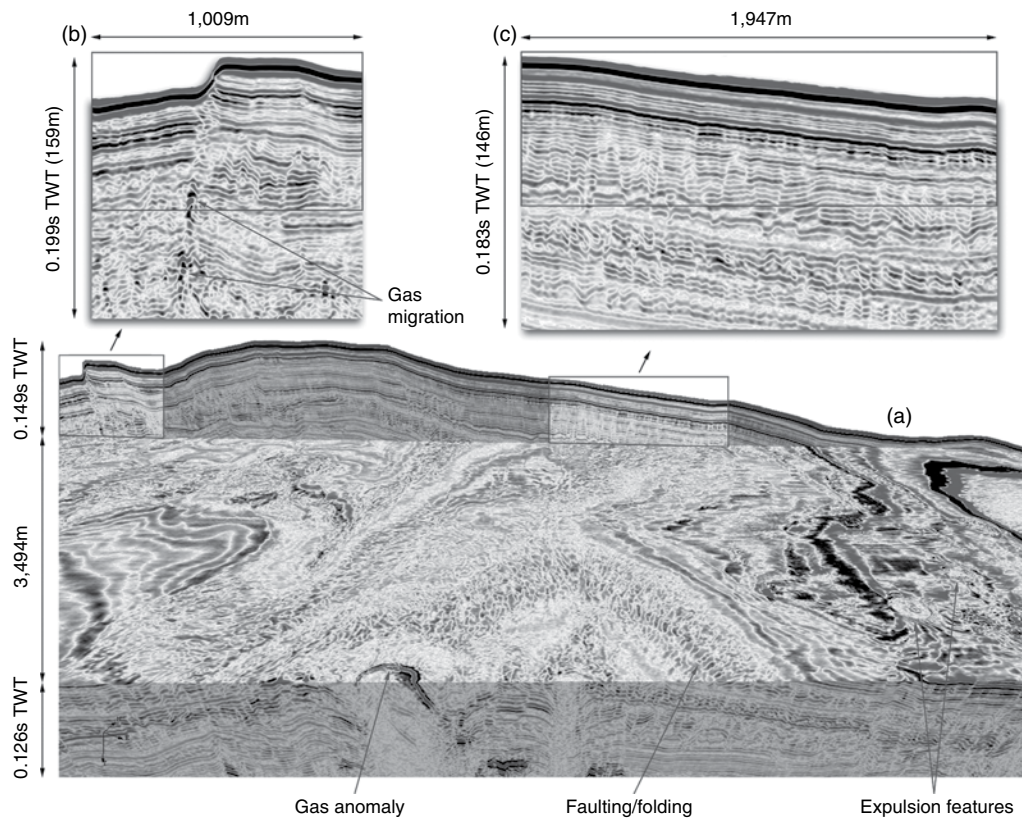 (b)
1,009m
(c)
1,947m
0.199s TWT (159m)
0.183s TWT (146m)
Gas
migration
0.149s TWT
(a)
3,494m
0.126s TWT
Gas anomaly
Faulting/folding
Expulsion features